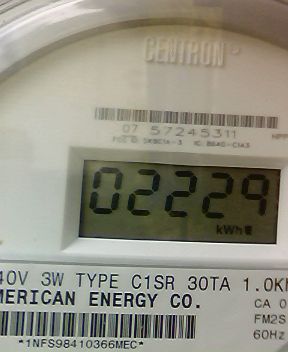 CENTRON
07 57245311
02229
kWh
40V 3W TYPE C1SR 30TA 1.0K
MERICAN ENERGY CO.
CA 0
FM2S
60Hz
*1NFS98410366MEC*